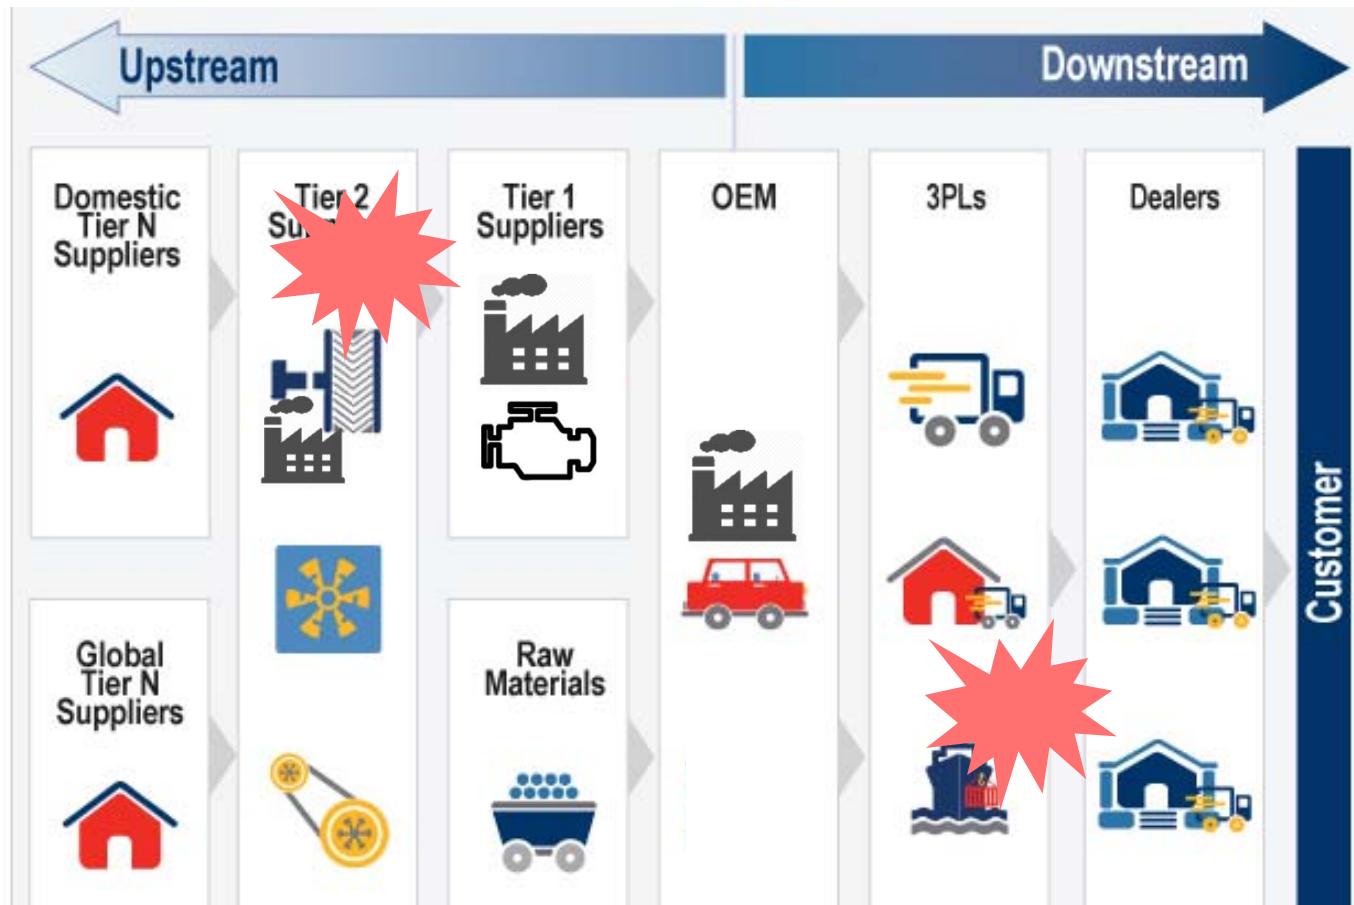 Upstream
Downstream
Domestic
Tier N
Suppliers
Tier 2
Tier 1
Suppliers
OEM
3PLs
Dealers
Global
Tier N
Suppliers
Raw
Materials
Customer